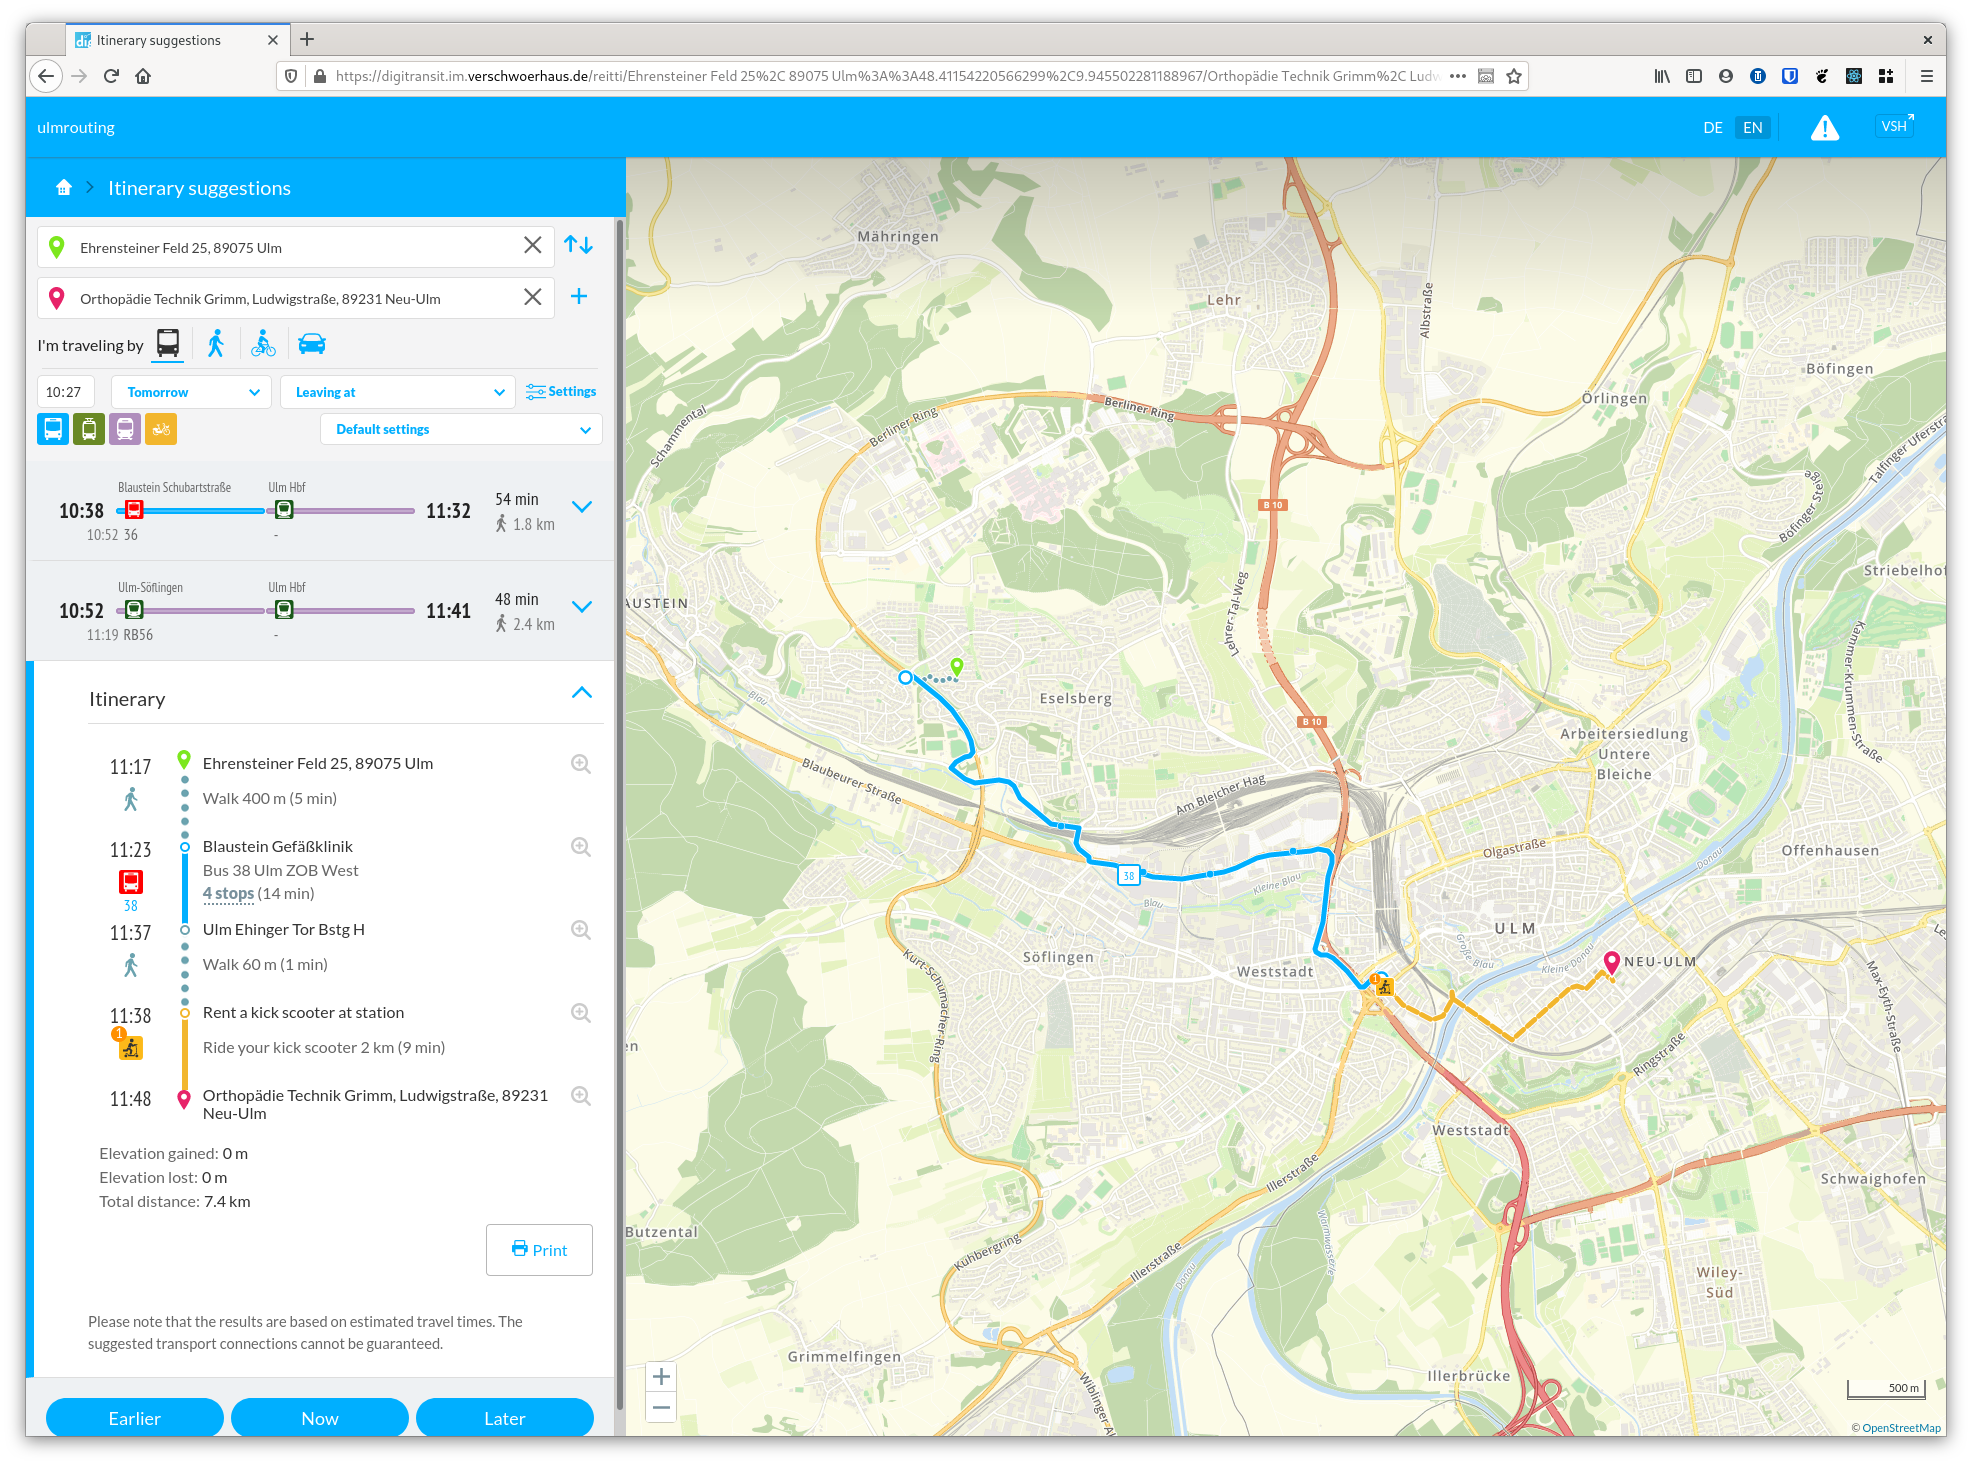 Itinerary suggestions
https://digitransit.im.verschwoerhaus.de/reitti/Ehrensteiner Feld 25%2C 89075 Ulm%3A%3A48.41154220566299%2C9.945502281188967/Orthopädie Technik Grimm%2C Ludw
ulmrouting
DE EN
VSH
Itinerary suggestions
Ehrensteiner Feld 25, 89075 Ulm
Orthopädie Technik Grimm, Ludwigstraße, 89231 Neu-Ulm
I'm traveling by
10:27 Tomorrow Leaving at Settings
Default settings
Blaustein Schubartstraße Ulm Hbf
10:38 11:32 54 min
1.8 km
10:52 36 -
Ulm-Söflingen Ulm Hbf
10:52 11:41 48 min
2.4 km
11:19 RB56 -
Itinerary
11:17 Ehrensteiner Feld 25, 89075 Ulm
Walk 400 m (5 min)
11:23 Blaustein Gefäßklinik
Bus 38 Ulm ZOB West
4 stops (14 min)
38
11:37 Ulm Ehinger Tor Bstg H
Walk 60 m (1 min)
11:38 Rent a kick scooter at station
1
Ride your kick scooter 2 km (9 min)
11:48 Orthopädie Technik Grimm, Ludwigstraße, 89231
Neu-Ulm
Elevation gained: 0 m
Elevation lost: 0 m
Total distance: 7.4 km
Print
Please note that the results are based on estimated travel times. The
suggested transport connections cannot be guaranteed.
Earlier Now Later
Mähringen
Lehr
Albstraße
Böfingen
Örlingen
Berliner Ring
Berliner Ring
Schammental
Talfinger Uferstra
Böfinger Steige
B 10
Striebelhof
AUSTEIN
Lehrer-Tal-Weg
Kammer-Krummen-Straße
Eselsberg
Blau
B 10
Arbeitersiedlung
Untere
Bleiche
Blaubeurer Straße
Am Bleicher Hag
Olgastraße
Donau
Offenhausen
38
Kleine Blau
Blau
ULM
Große Blau
Kleine Donau
NEU-ULM
Söflingen
Weststadt
1
Kurt-Schumacher-Ring
Max-Eyth-Straße
Ringstraße
Weststadt
Illerstraße
Schwaighofen
Butzental
Warmwässerle
Kuhbergring
Illerstraße
Donau
Wiley-
Süd
Grimmelfingen
Illerbrücke
500 m
© OpenStreetMap